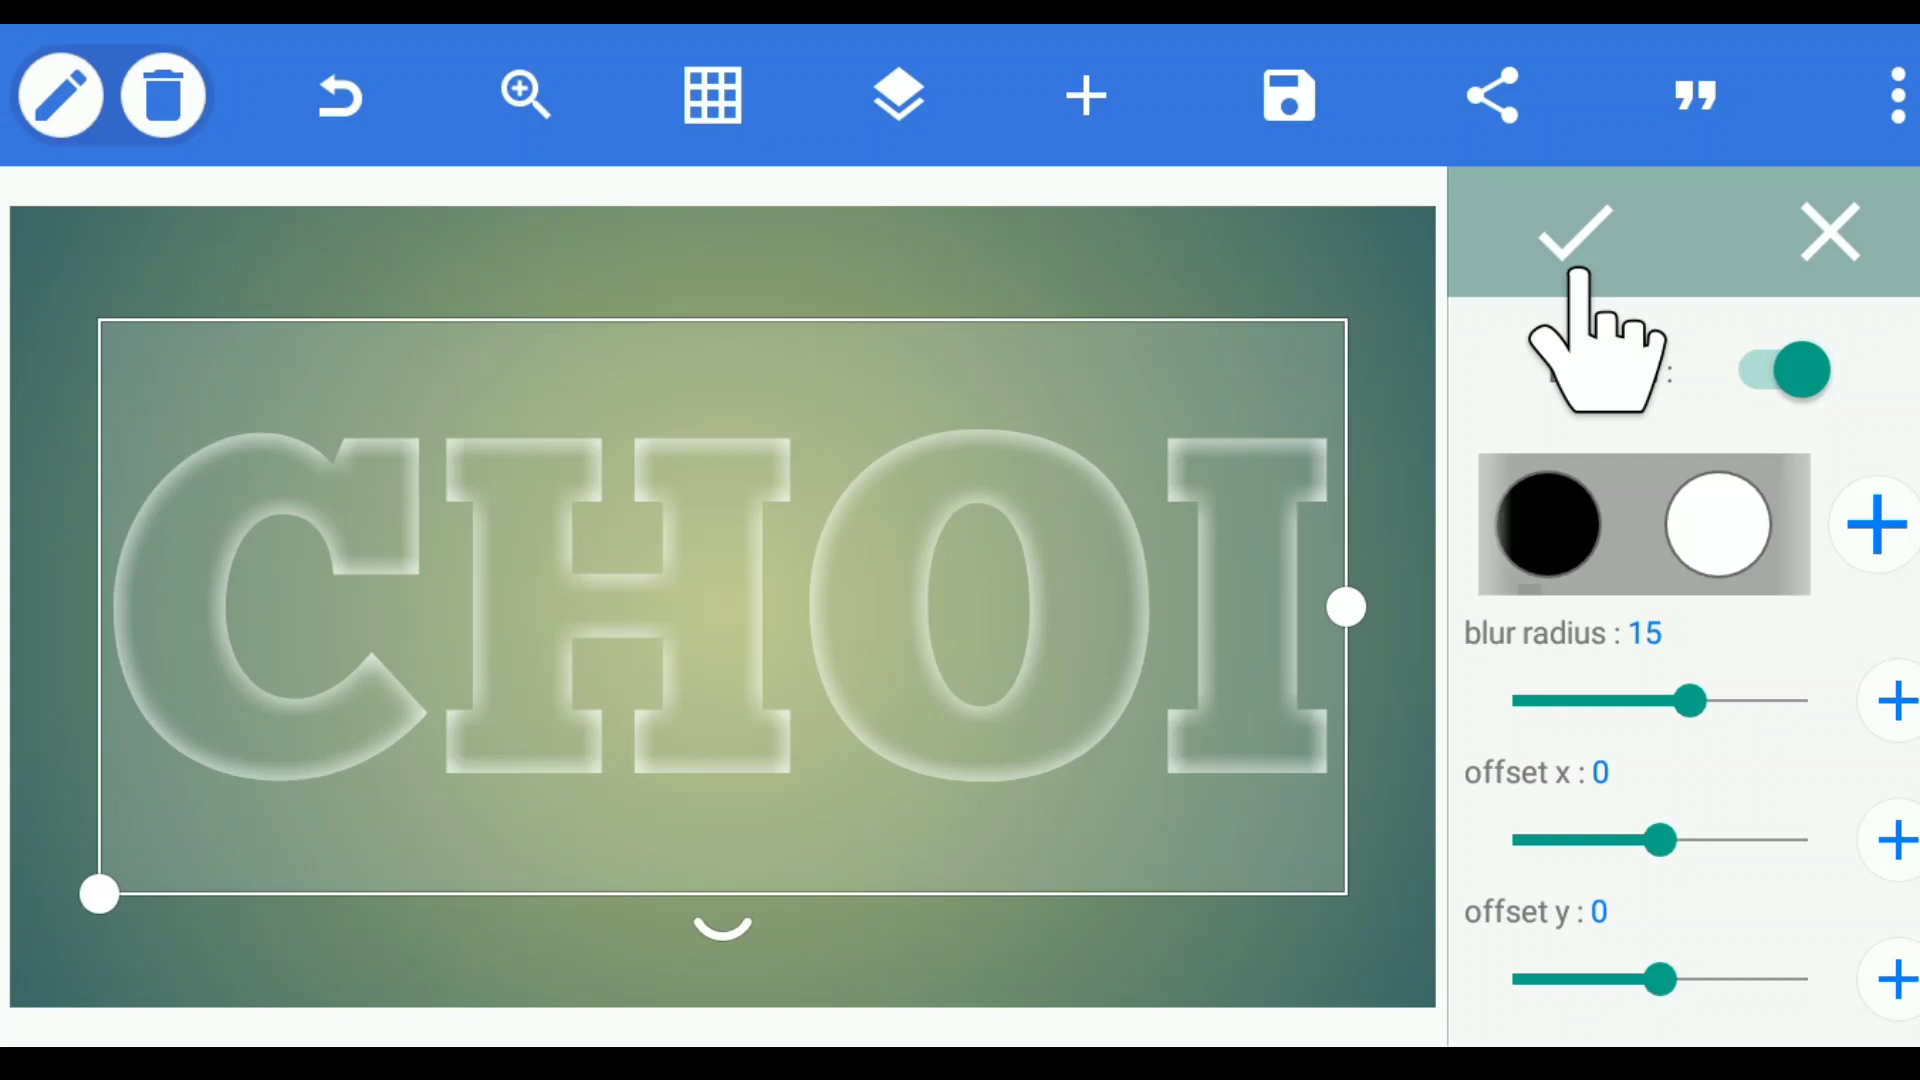 CHOI
blur radius : 15
offset x : 0
offset y : 0